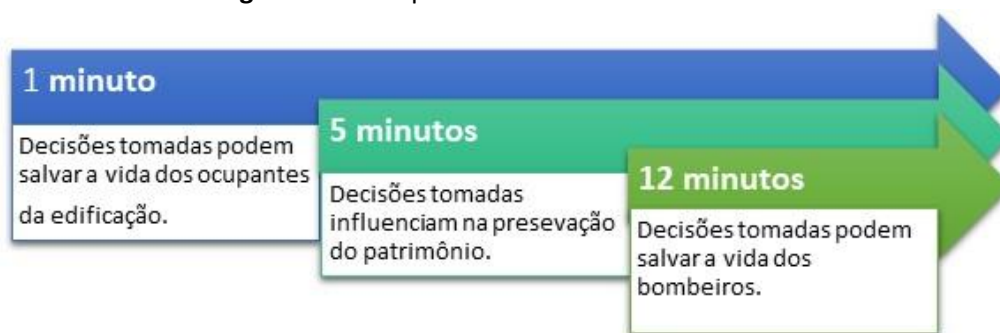 1 minuto
Decisões tomadas podem
salvar a vida dos ocupantes
da edificação.
5 minutos
Decisões tomadas
influenciam na presevação
do patrimônio.
12 minutos
Decisões tomadas podem
salvar a vida dos
bombeiros.